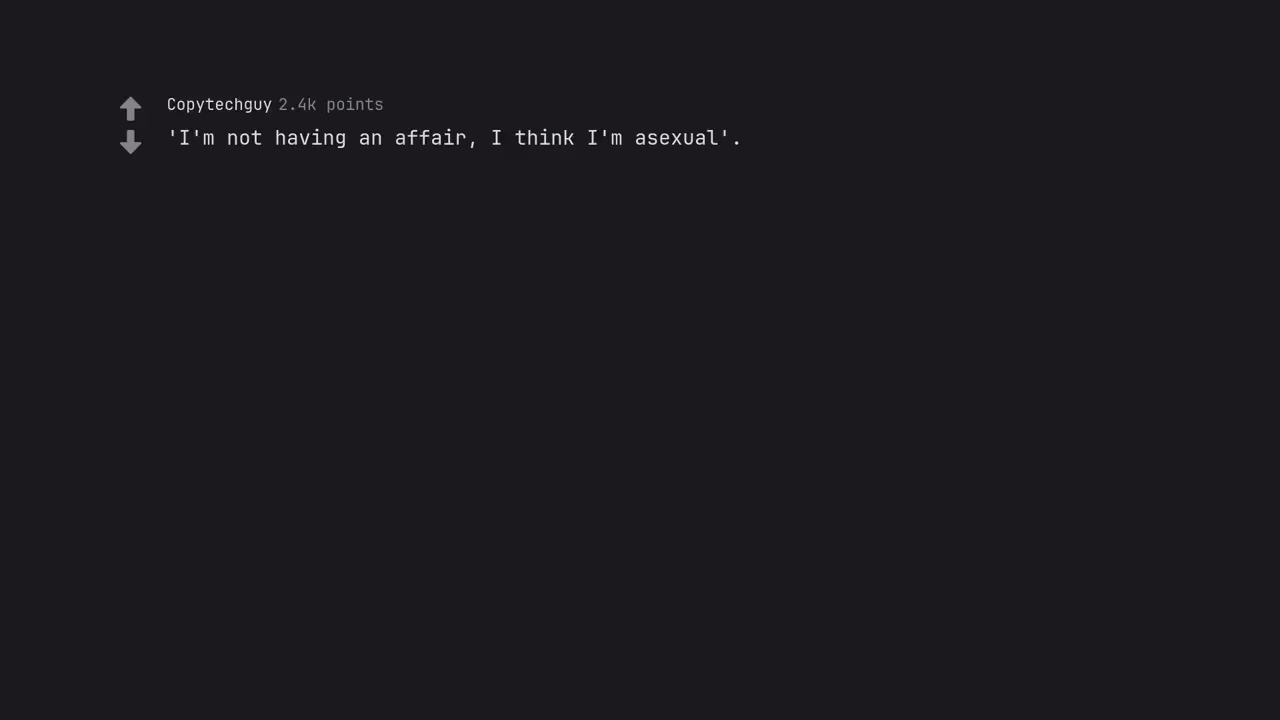 Copytechguy 2.4k points
'I'm not having an affair, I think I'm asexual'.